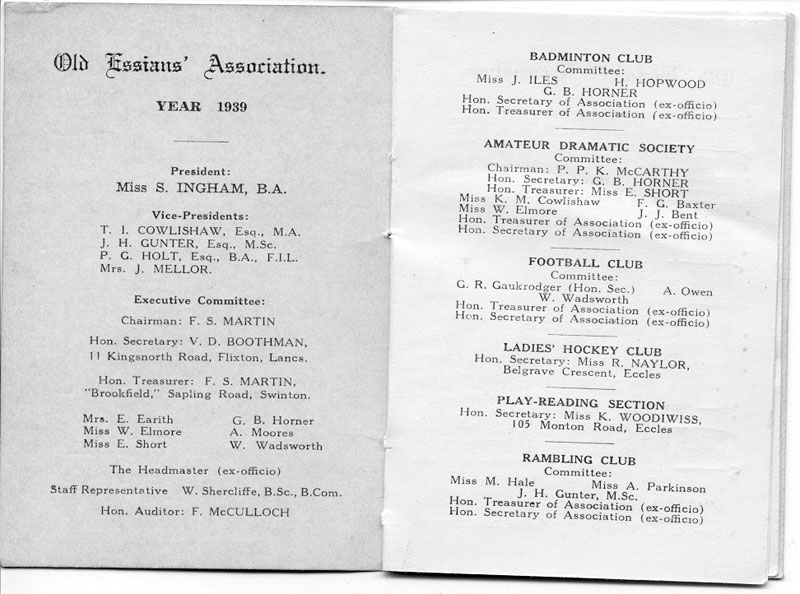 Old Essians' Association.
YEAR 1939
President:
Miss S. INGHAM, B.A.
Vice-Presidents:
T. I. COWLISHAW, Esq., M.A.
J. H. GUNTER, Esq., M.Sc.
P. G. HOLT, Esq., B.A., F.I.L.
Mrs. J. MELLOR.
Executive Committee:
Chairman: F. S. MARTIN
Hon. Secretary: V. D. BOOTHMAN,
11 Kingsnorth Road, Flixton, Lancs.
Hon. Treasurer: F. S. MARTIN,
"Brookfield," Sapling Road, Swinton.
Mrs. E. Earith G. B. Horner
Miss W. Elmore A. Moores
Miss E. Short W. Wadsworth
The Headmaster (ex-officio)
Staff Representative W. Shercliffe, B.Sc., B.Com.
Hon. Auditor: F. McCULLOCH
BADMINTON CLUB
Committee:
Miss J. ILES H. HOPWOOD
G. B. HORNER
Hon. Secretary of Association (ex-officio)
Hon. Treasurer of Association (ex-officio)
AMATEUR DRAMATIC SOCIETY
Committee:
Chairman: P. P. K. McCARTHY
Hon. Secretary: G. B. HORNER
Hon. Treasurer: Miss E. SHORT
Miss K. M. Cowlishaw F. G. Baxter
Miss W. Elmore J. J. Bent
Hon. Treasurer of Association (ex-officio)
Hon. Secretary of Association (ex-officio)
FOOTBALL CLUB
Committee:
G. R. Gaukrodger (Hon. Sec.) A. Owen
W. Wadsworth
Hon. Treasurer of Association (ex-officio)
Hon. Secretary of Association (ex-officio)
LADIES' HOCKEY CLUB
Hon. Secretary: Miss R. NAYLOR,
Belgrave Crescent, Eccles
PLAY-READING SECTION
Hon. Secretary: Miss K. WOODIWISS,
105 Monton Road, Eccles
RAMBLING CLUB
Committee:
Miss M. Hale Miss A. Parkinson
J. H. Gunter, M.Sc.
Hon. Treasurer of Association (ex-officio)
Hon. Secretary of Association (ex-officio)